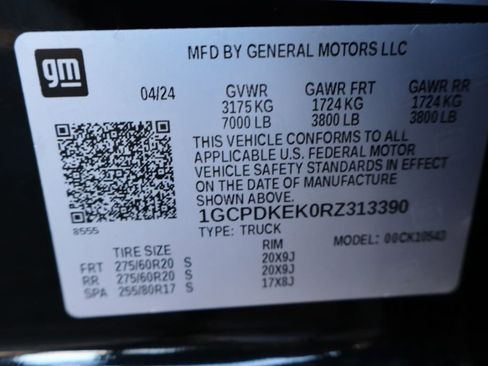 gm
MFD BY GENERAL MOTORS LLC
04/24 GVWR GAWR FRT GAWR RR
3175 KG 1724 KG 1724 KG
7000 LB 3800 LB 3800 LB
THIS VEHICLE CONFORMS TO ALL
APPLICABLE U.S. FEDERAL MOTOR
VEHICLE SAFETY STANDARDS IN EFFECT
ON THE DATE OF MANUFACTURE
SHOWN ABOVE.
1GCPDKEK0RZ313390
8555
TYPE: TRUCK MODEL:
TIRE SIZE RIM
FRT 275/60R20 S 20X9J
RR 275/60R20 S 20X9J
SPA 255/80R17 S 17X8J